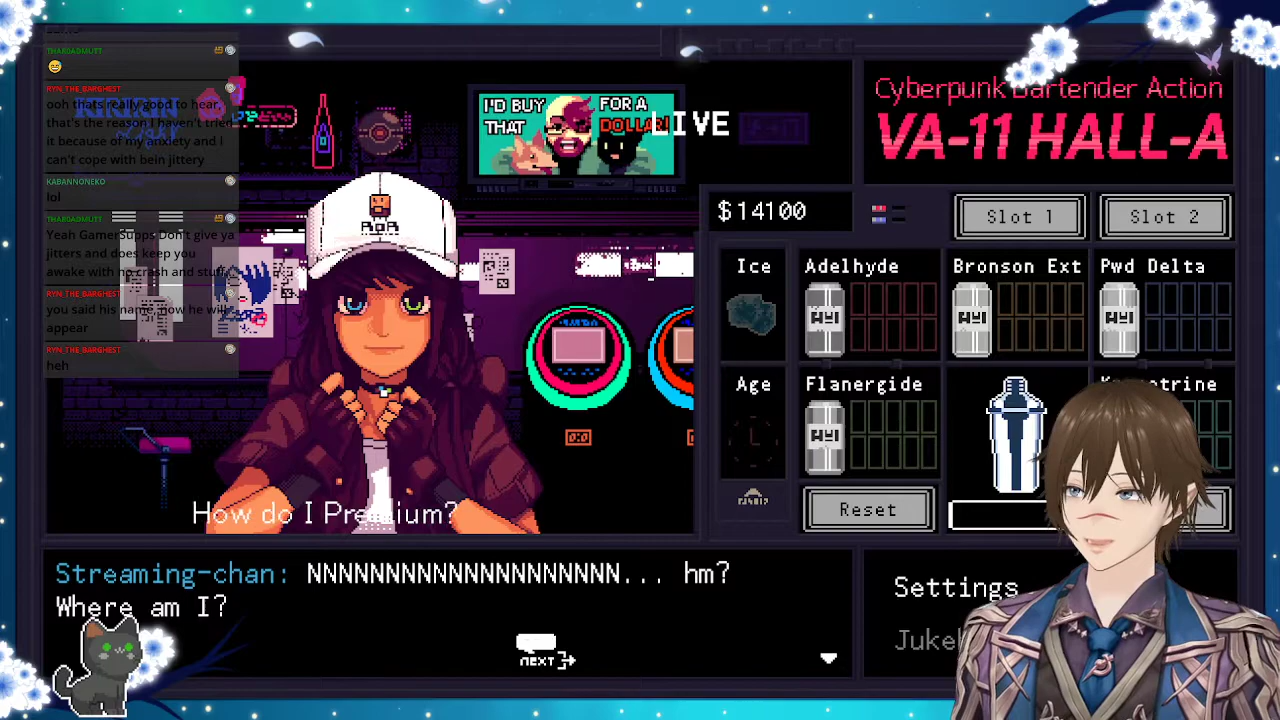 THABOADMUTT
RYN THE BARGHEST
ooh thats really good to hear,
that's the reason I haven't tried
it because of my anxiety and I
can't cope with bein jittery
KABANNONEKO
lol
THABOADMUTT
Yeah GamerSupps Don't give ya
jitters and does keep you
awake with no crash and stuff
RYN THE BARGHEST
you said his name, now he will
appear
RYN THE BARGHEST
heh
I'D BUY
THAT
FOR A
DOLLAR!
LIVE
Cyberpunk Bartender Action
VA-11 HALL-A
$14100
Slot 1
Slot 2
Ice
Adelhyde
Bronson Ext
Pwd Delta
Age
Flanergide
Reset
RoR
How do I Premium?
Streaming-chan: NNNNNNNNNNNNNNNNNNNN... hm?
Where am I?
NEXT
Settings